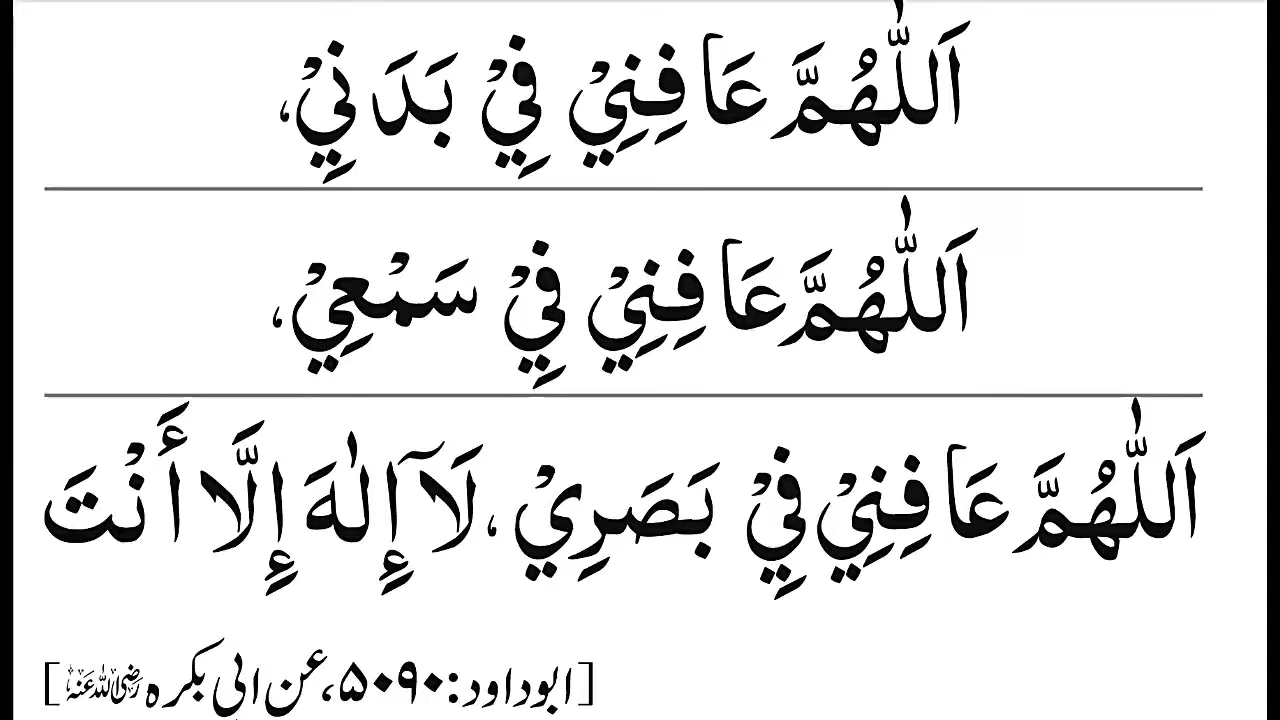 اَللّٰهُمَّ عَافِنِيْ فِيْ بَدَنِيْ،
اَللّٰهُمَّ عَافِنِيْ فِيْ سَمْعِيْ،
اَللّٰهُمَّ عَافِنِيْ فِيْ بَصَرِيْ، لَآ إِلٰهَ إِلَّا أَنْتَ
[ابوداود: ۵۰۹۰، عن ابی بکرہ رضی اللہ عنہ]